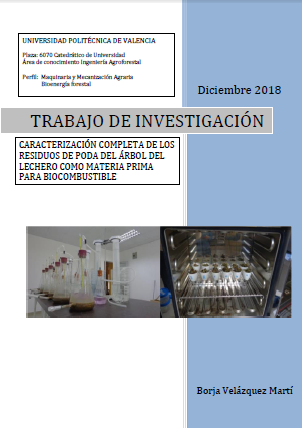 UNIVERSIDAD POLITÉCNICA DE VALENCIA
Plaza: 6070 Catedrático de Universidad
Área de conocimiento Ingeniería Agroforestal
Perfil: Maquinaria y Mecanización Agraria
Bioenergía forestal
Diciembre 2018
TRABAJO DE INVESTIGACIÓN
CARACTERIZACIÓN COMPLETA DE LOS
RESIDUOS DE PODA DEL ÁRBOL DEL
LECHERO COMO MATERIA PRIMA
PARA BIOCOMBUSTIBLE
Borja Velázquez Martí